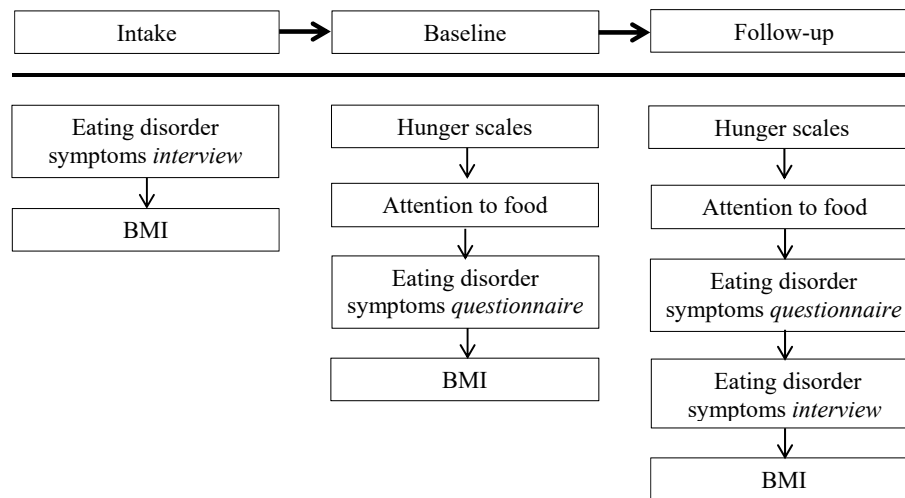 Intake
Baseline
Follow-up
Eating disorder
symptoms interview
BMI
Hunger scales
Attention to food
Eating disorder
symptoms questionnaire
BMI
Hunger scales
Attention to food
Eating disorder
symptoms questionnaire
Eating disorder
symptoms interview
BMI